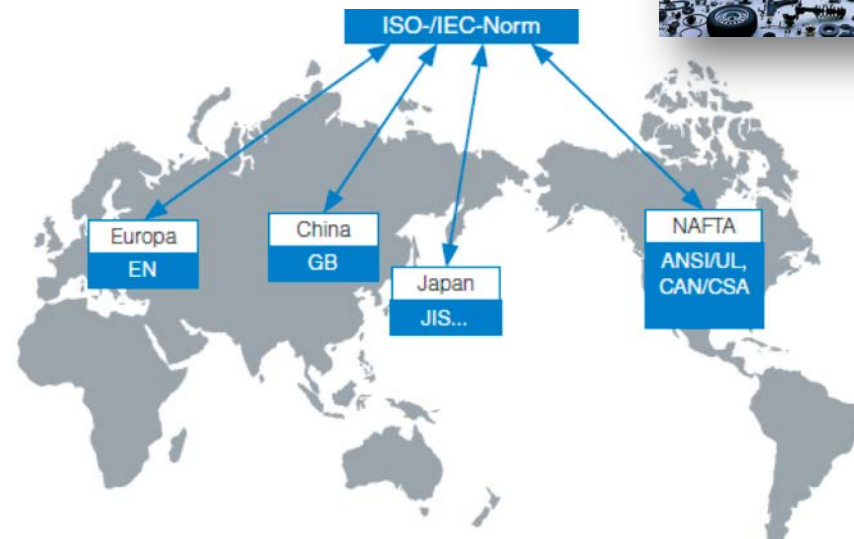 ISO-/IEC-Norm
Europa
EN
China
GB
Japan
JIS...
NAFTA
ANSI/UL,
CAN/CSA